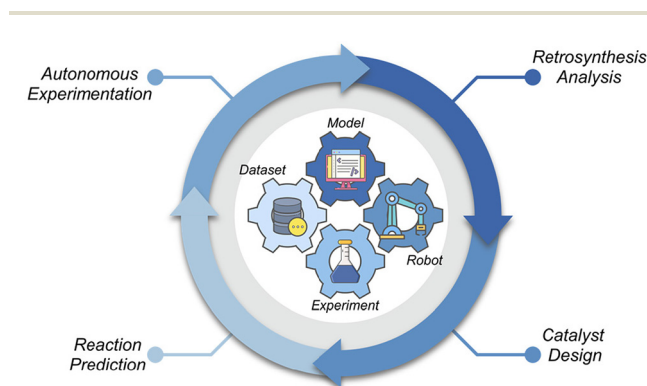 Autonomous
Experimentation
Retrosynthesis
Analysis
Model
Dataset
Robot
Experiment
Reaction
Prediction
Catalyst
Design